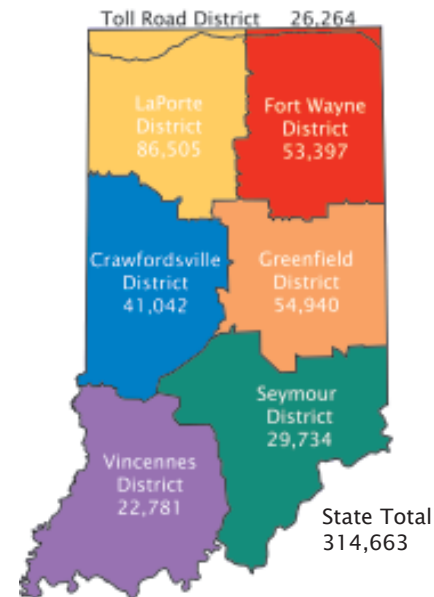 Toll Road District 26,264
LaPorte
District
86,505
Fort Wayne
District
53,397
Crawfordsville
District
41,042
Greenfield
District
54,940
Seymour
District
29,734
Vincennes
District
22,781
State Total
314,663